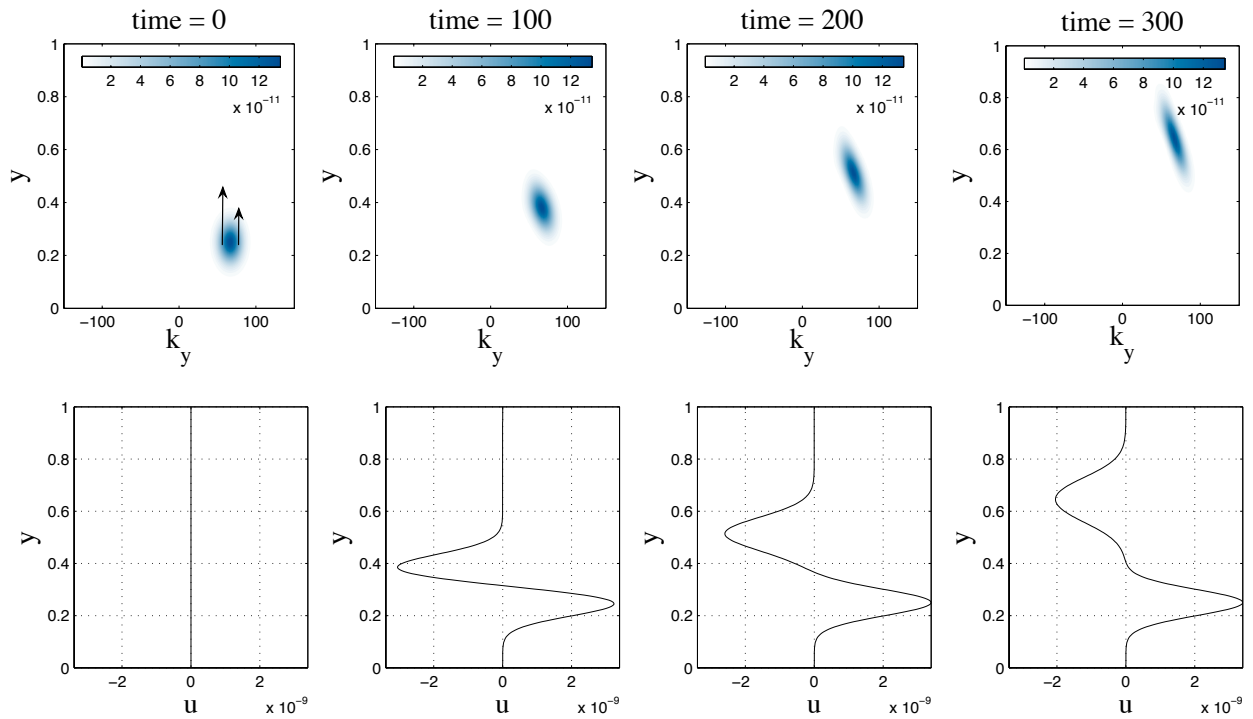 time = 0 time = 100 time = 200 time = 300
1 1 1 1
2 4 6 8 10 12 2 4 6 8 10 12 2 4 6 8 10 12 2 4 6 8 10 12
x 10⁻¹¹ x 10⁻¹¹ x 10⁻¹¹ x 10⁻¹¹
0.8 0.8 0.8 0.8
0.6 0.6 0.6 0.6
y y y y
0.4 0.4 0.4 0.4
0.2 0.2 0.2 0.2
0 0 0 0
−100 0 100 −100 0 100 −100 0 100 −100 0 100
k_y k_y k_y k_y
1 1 1 1
0.8 0.8 0.8 0.8
0.6 0.6 0.6 0.6
y y y y
0.4 0.4 0.4 0.4
0.2 0.2 0.2 0.2
0 0 0 0
−2 0 2 −2 0 2 −2 0 2 −2 0 2
u x 10⁻⁹ u x 10⁻⁹ u x 10⁻⁹ u x 10⁻⁹